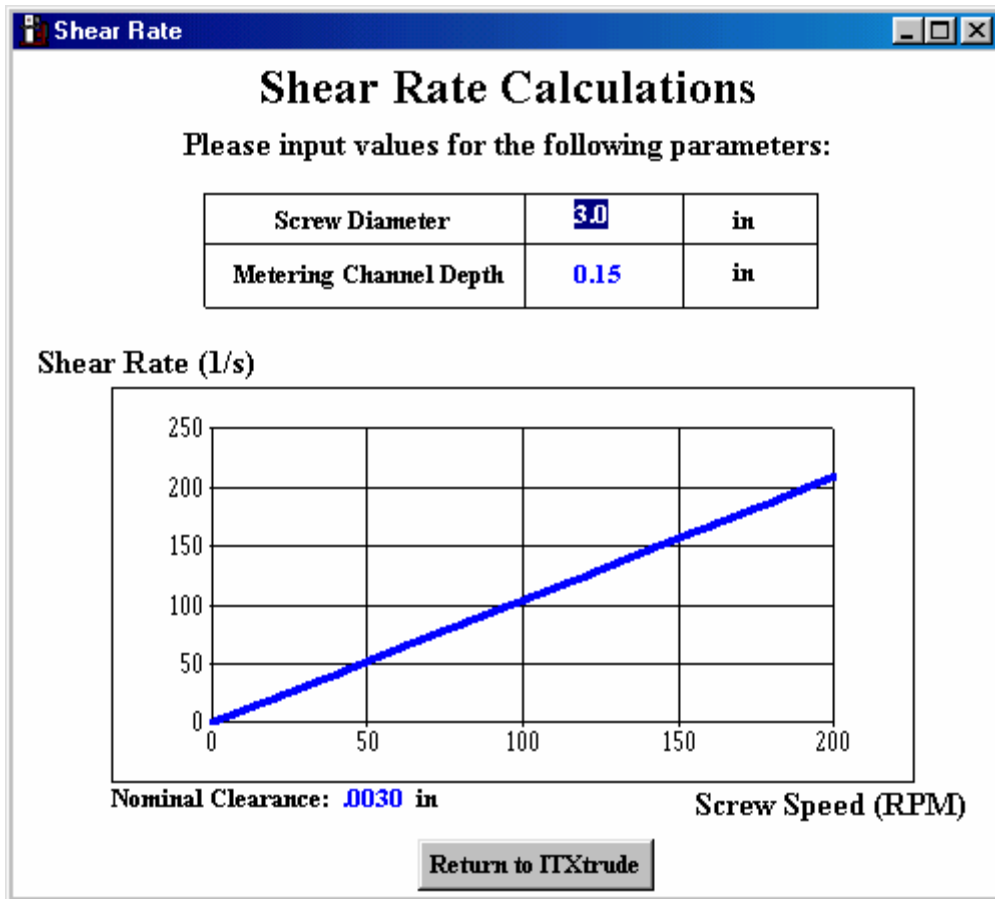 Shear Rate
Shear Rate Calculations
Please input values for the following parameters:
Screw Diameter 3.0 in
Metering Channel Depth 0.15 in
Shear Rate (1/s)
250
200
150
100
50
0
0 50 100 150 200
Nominal Clearance: .0030 in
Screw Speed (RPM)
Return to ITXtrude